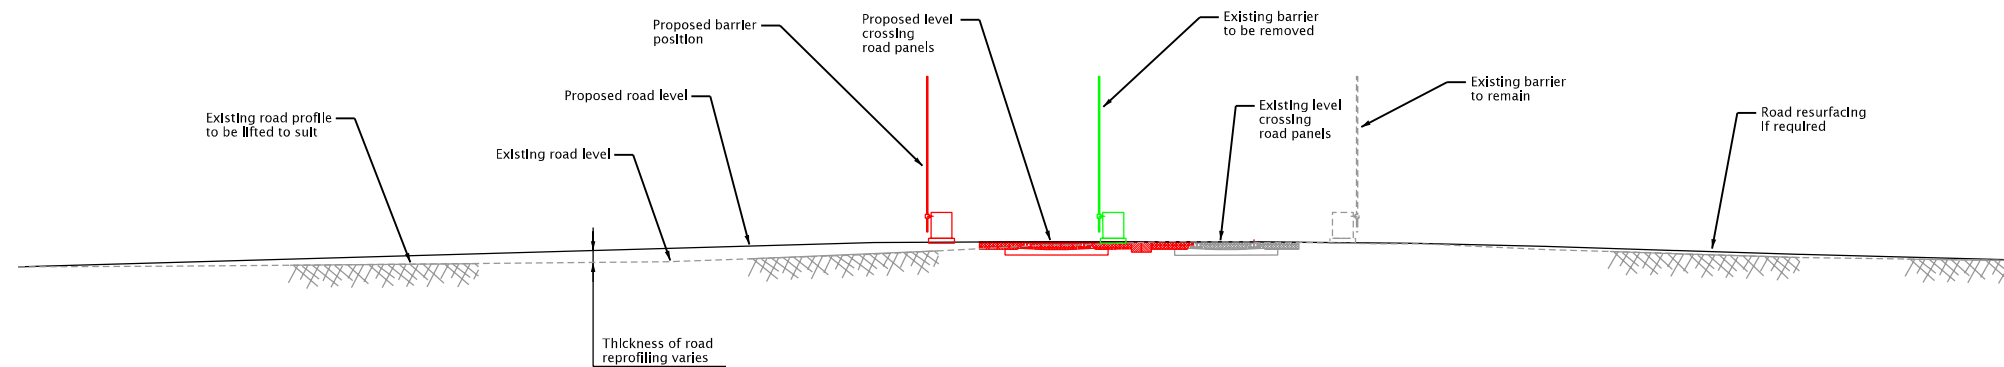 Proposed barrier
position
Proposed level
crossing
road panels
Existing barrier
to be removed
Existing barrier
to remain
Proposed road level
Existing level
crossing
road panels
Road resurfacing
if required
Existing road profile
to be lifted to suit
Existing road level
Thickness of road
reprofiling varies